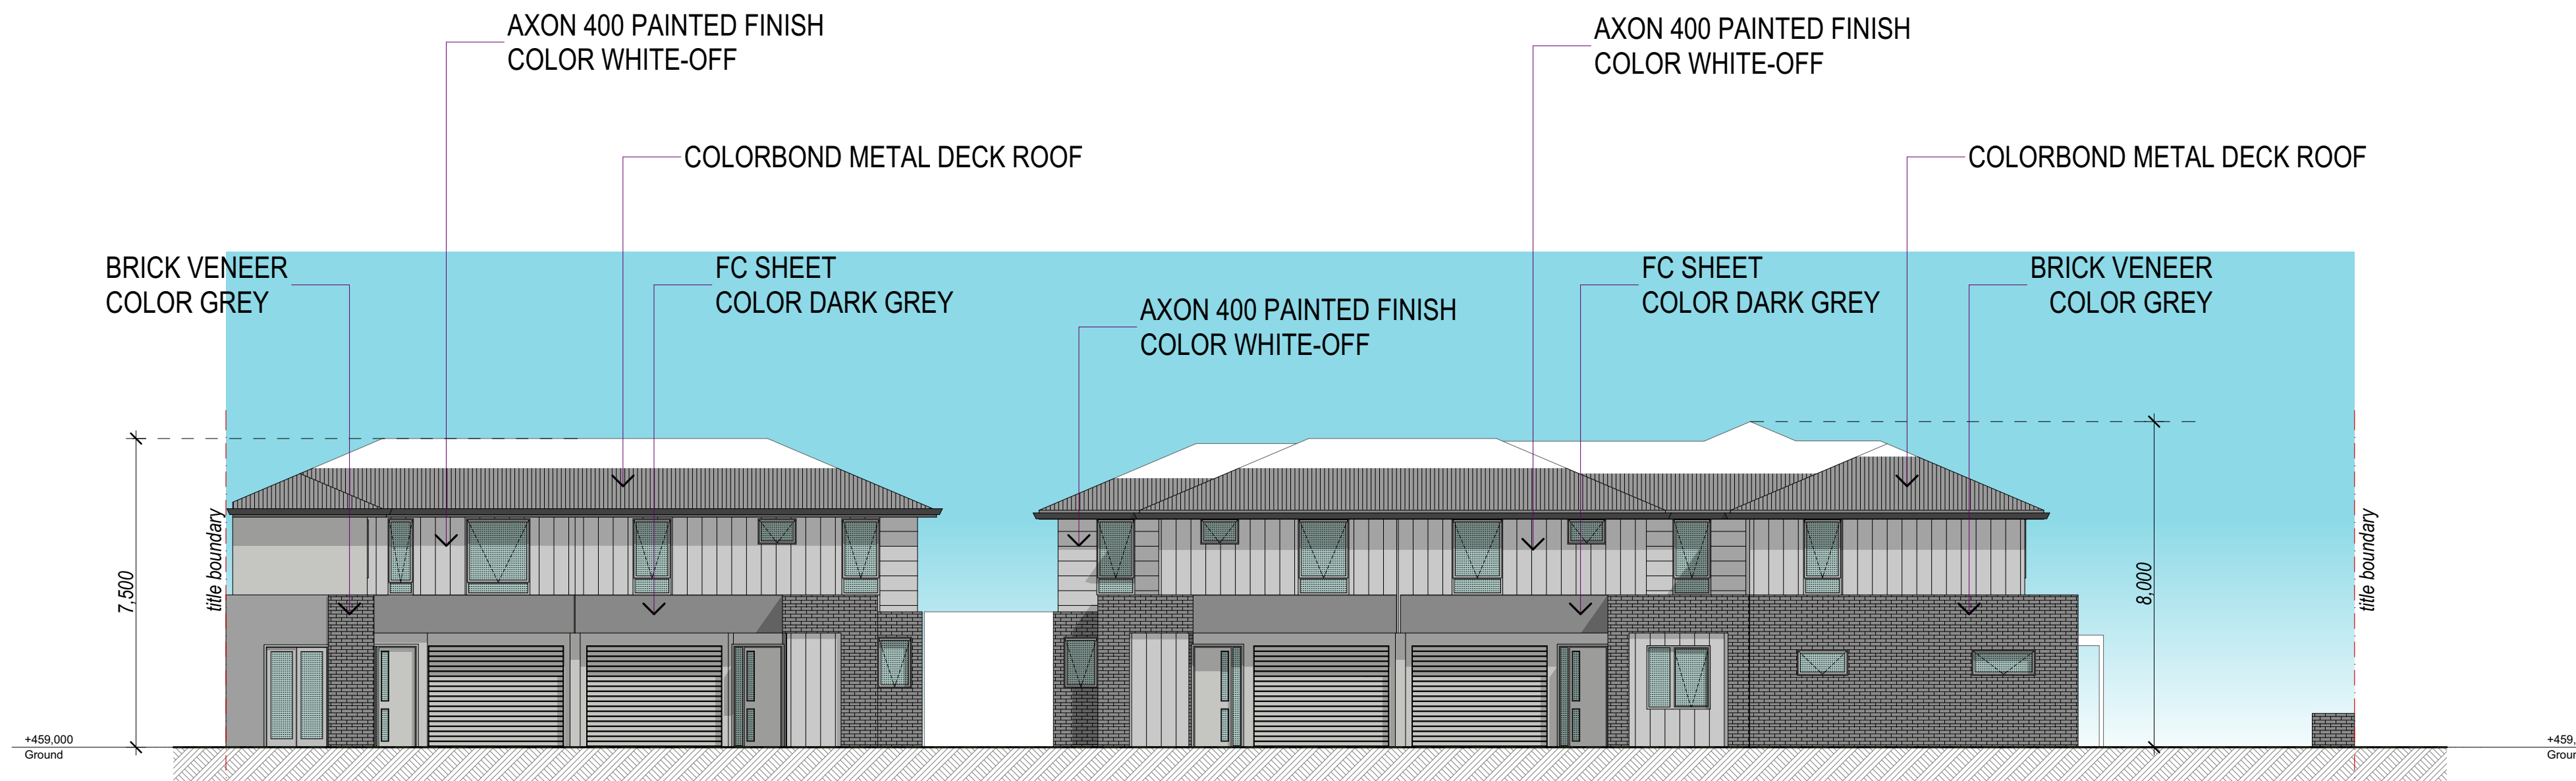 AXON 400 PAINTED FINISH
COLOR WHITE-OFF
AXON 400 PAINTED FINISH
COLOR WHITE-OFF
COLORBOND METAL DECK ROOF
COLORBOND METAL DECK ROOF
BRICK VENEER
COLOR GREY
FC SHEET
COLOR DARK GREY
AXON 400 PAINTED FINISH
COLOR WHITE-OFF
FC SHEET
COLOR DARK GREY
BRICK VENEER
COLOR GREY
7,500
title boundary
8,000
title boundary
+459,000
Ground
+459,
Groun